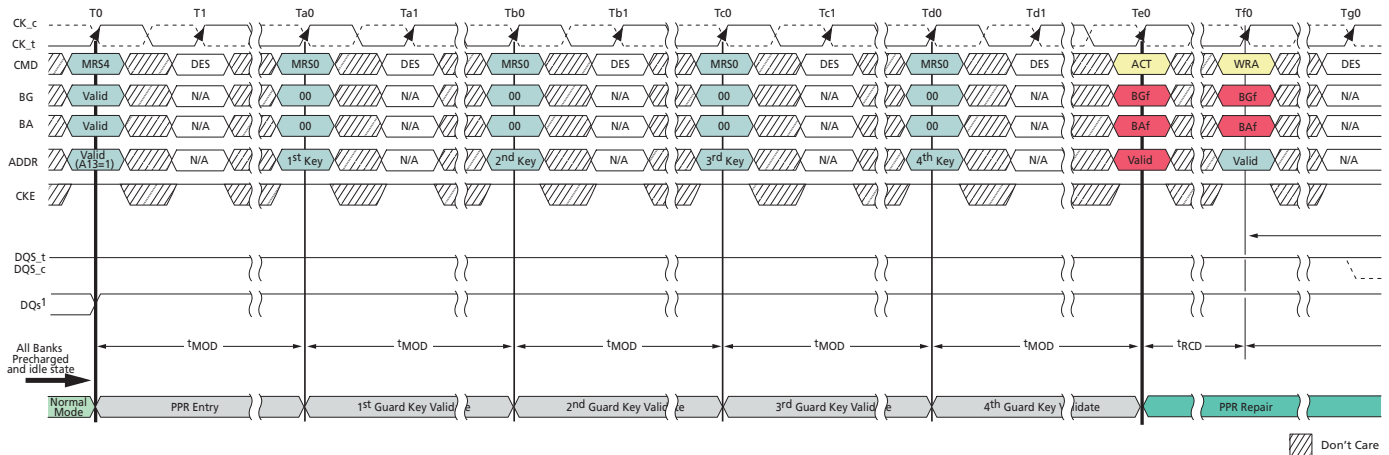 T0 T1 Ta0 Ta1 Tb0 Tb1 Tc0 Tc1 Td0 Td1 Te0 Tf0 Tg0
CK_c
CK_t
CMD MRS4 DES MRS0 DES MRS0 DES MRS0 DES MRS0 DES ACT WRA DES
BG Valid N/A 00 N/A 00 N/A 00 N/A 00 N/A BGf BGf N/A
BA Valid N/A 00 N/A 00 N/A 00 N/A 00 N/A BAf BAf N/A
ADDR Valid (A13=1) N/A 1st Key N/A 2nd Key N/A 3rd Key N/A 4th Key N/A Valid Valid N/A
CKE
DQS_t
DQS_c
DQs1
tMOD tMOD tMOD tMOD tMOD tRCD
All Banks
Precharged
and idle state
Normal Mode PPR Entry 1st Guard Key Validate 2nd Guard Key Validate 3rd Guard Key Validate 4th Guard Key Validate PPR Repair
Don't Care